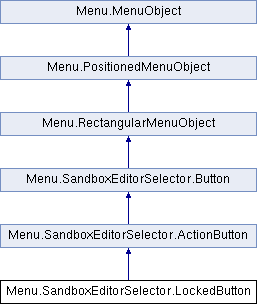 Menu.MenuObject
Menu.PositionedMenuObject
Menu.RectangularMenuObject
Menu.SandboxEditorSelector.Button
Menu.SandboxEditorSelector.ActionButton
Menu.SandboxEditorSelector.LockedButton